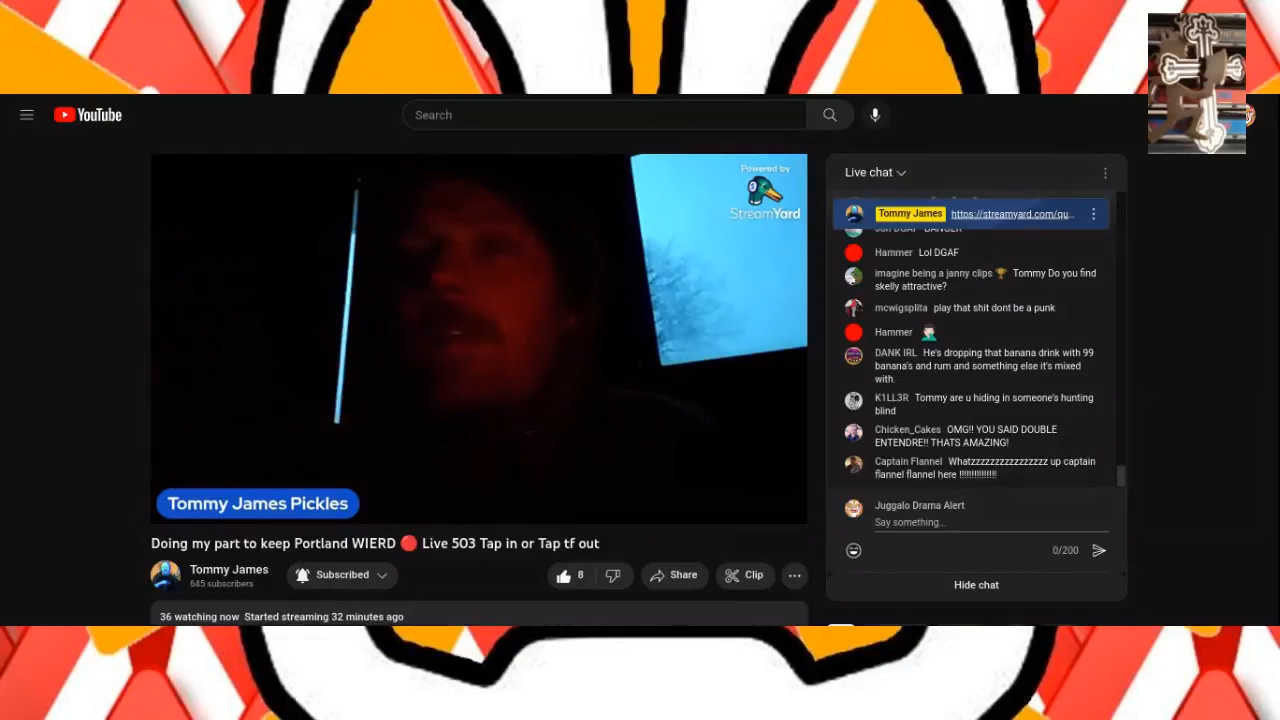 YouTube
Search
Powered by
StreamYard
Tommy James Pickles
Doing my part to keep Portland WIERD 🔴 Live 503 Tap in or Tap tf out
Tommy James
645 subscribers
Subscribed
8
Share
Clip
36 watching now Started streaming 32 minutes ago
Live chat
Tommy James https://streamyard.com/qu...
DGAF BANGER
Hammer Lol DGAF
imagine being a janny clips 🏆 Tommy Do you find
skelly attractive?
mcwigsplita play that shit dont be a punk
Hammer 🤦🏻‍♂️
DANK IRL He's dropping that banana drink with 99
banana's and rum and something else it's mixed
with.
K1LL3R Tommy are u hiding in someone's hunting
blind
Chicken_Cakes OMG!! YOU SAID DOUBLE
ENTENDRE!! THATS AMAZING!
Captain Flannel Whatzzzzzzzzzzzzzzzz up captain
flannel flannel here !!!!!!!!!!!!!!!
Juggalo Drama Alert
Say something...
0/200
Hide chat